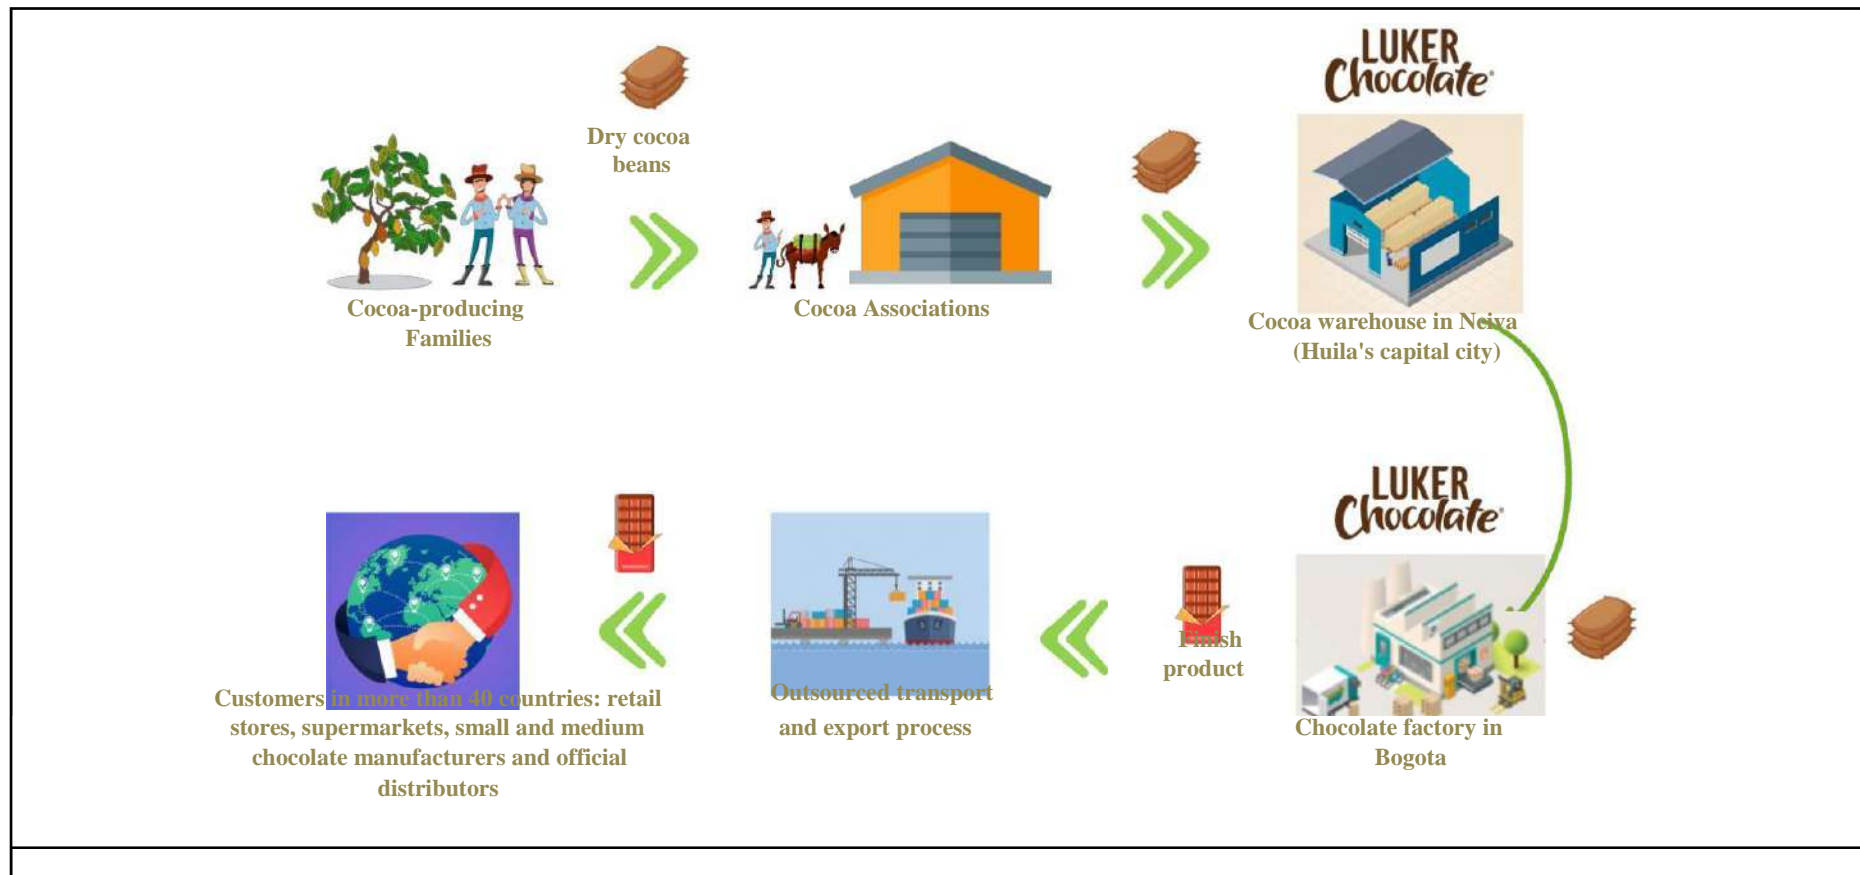 LUKER
Chocolate®
Dry cocoa
beans
Cocoa-producing
Families
Cocoa Associations
Cocoa warehouse in Neiva
(Huila's capital city)
LUKER
Chocolate®
Finish
product
Customers in more than 40 countries: retail
stores, supermarkets, small and medium
chocolate manufacturers and official
distributors
Outsourced transport
and export process
Chocolate factory in
Bogota